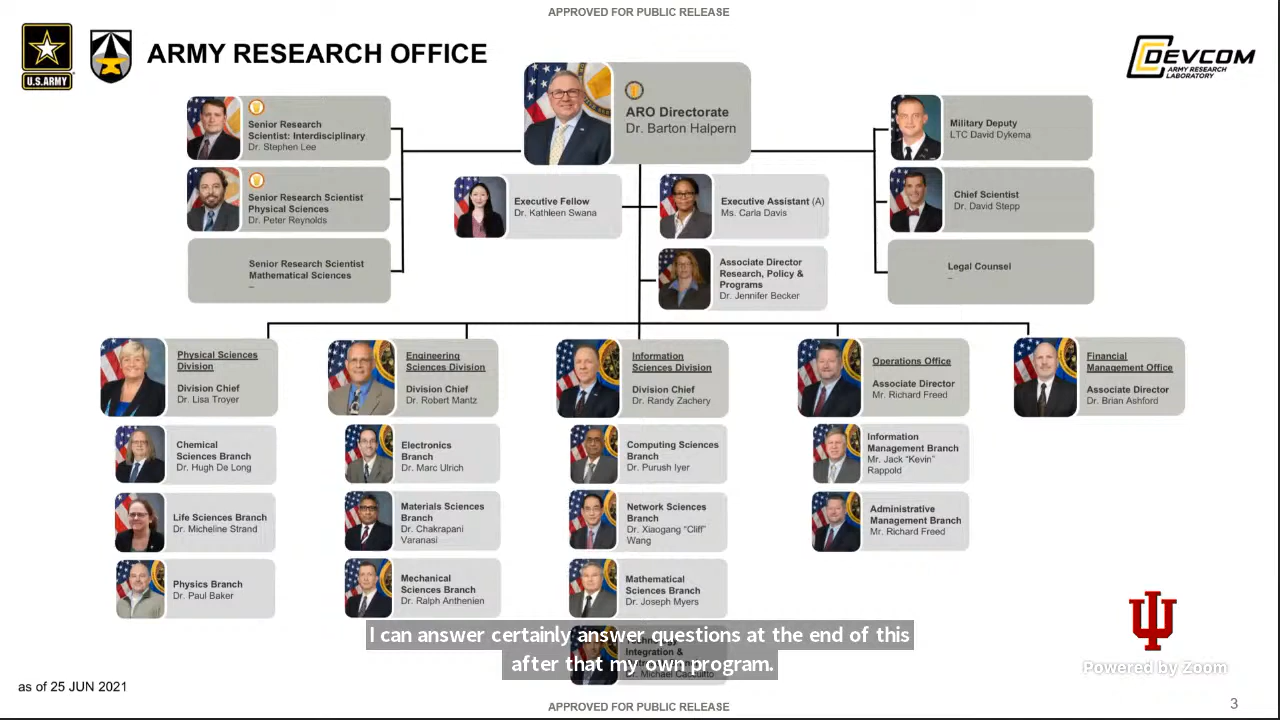 APPROVED FOR PUBLIC RELEASE
U.S.ARMY
ARMY RESEARCH OFFICE
DEVCOM
ARMY RESEARCH
LABORATORY
ARO Directorate
Dr. Barton Halpern
Senior Research
Scientist: Interdisciplinary
Dr. Stephen Lee
Senior Research Scientist
Physical Sciences
Dr. Peter Reynolds
Senior Research Scientist
Mathematical Sciences
–
Executive Fellow
Dr. Kathleen Swana
Executive Assistant (A)
Ms. Carla Davis
Associate Director
Research, Policy &
Programs
Dr. Jennifer Becker
Military Deputy
LTC David Dykema
Chief Scientist
Dr. David Stepp
Legal Counsel
–
Physical Sciences
Division
Division Chief
Dr. Lisa Troyer
Chemical
Sciences Branch
Dr. Hugh De Long
Life Sciences Branch
Dr. Micheline Strand
Physics Branch
Dr. Paul Baker
Engineering
Sciences Division
Division Chief
Dr. Robert Mantz
Electronics
Branch
Dr. Marc Ulrich
Materials Sciences
Branch
Dr. Chakrapani
Varanasi
Mechanical
Sciences Branch
Dr. Ralph Anthenien
Information
Sciences Division
Division Chief
Dr. Randy Zachery
Computing Sciences
Branch
Dr. Purush Iyer
Network Sciences
Branch
Dr. Xiaogang "Cliff"
Wang
Mathematical
Sciences Branch
Dr. Joseph Myers
Integration &
Operations Office
Associate Director
Mr. Richard Freed
Information
Management Branch
Mr. Jack "Kevin"
Rappold
Administrative
Management Branch
Mr. Richard Freed
Financial
Management Office
Associate Director
Dr. Brian Ashford
I can answer certainly answer questions at the end of this
after that my own program.
Powered by Zoom
as of 25 JUN 2021
APPROVED FOR PUBLIC RELEASE
3